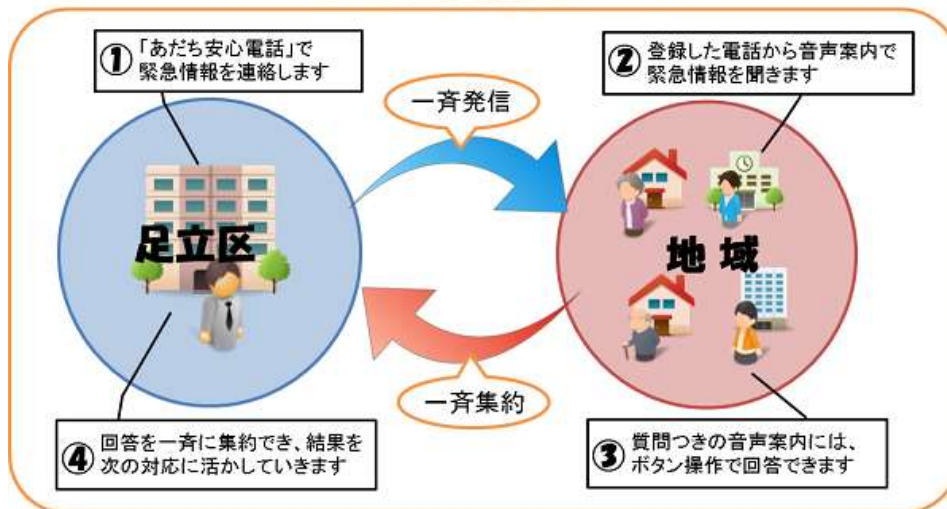 ①「あだち安心電話」で
緊急情報を連絡します
一斉発信
②登録した電話から音声案内で
緊急情報を聞きます
足立区
地域
一斉集約
④回答を一斉に集約でき、結果を
次の対応に活かしていきます
③質問つきの音声案内には、
ボタン操作で回答できます